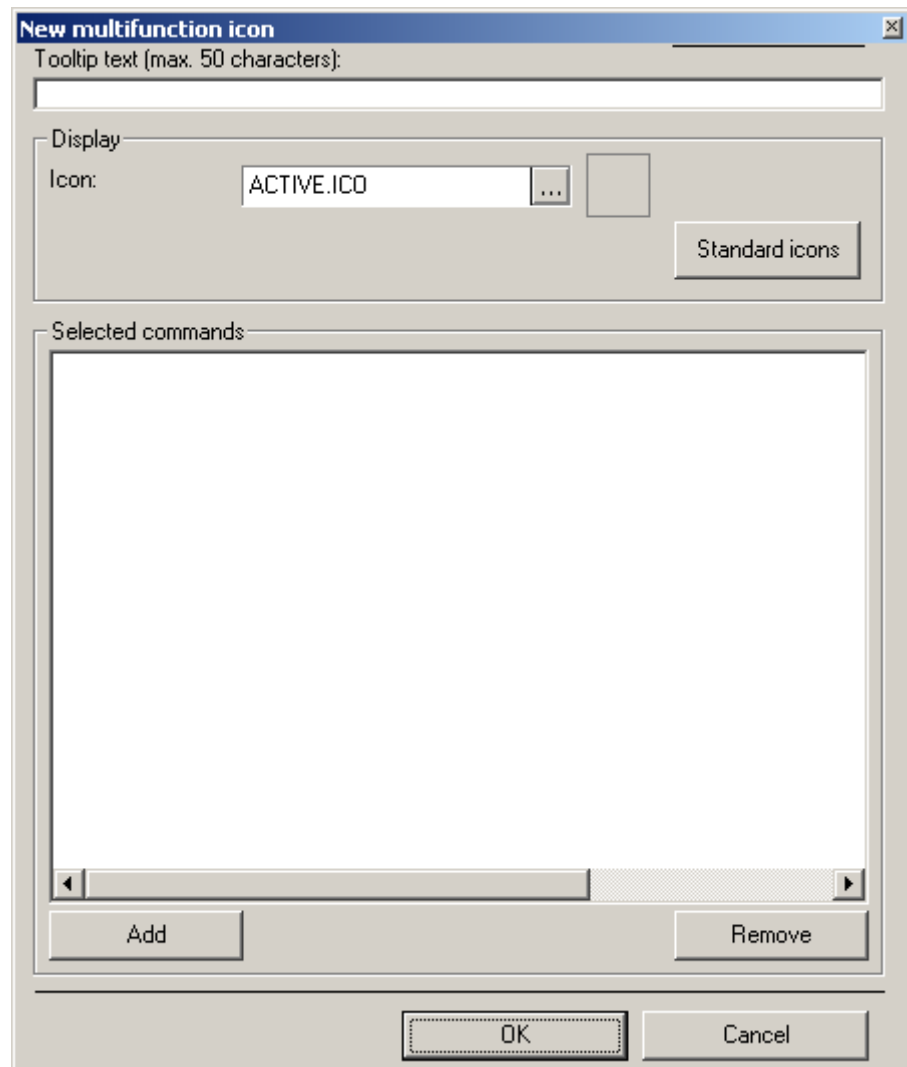 New multifunction icon
Tooltip text (max. 50 characters):
Display
Icon:
ACTIVE.ICO
...
Standard icons
Selected commands
Add
Remove
OK
Cancel